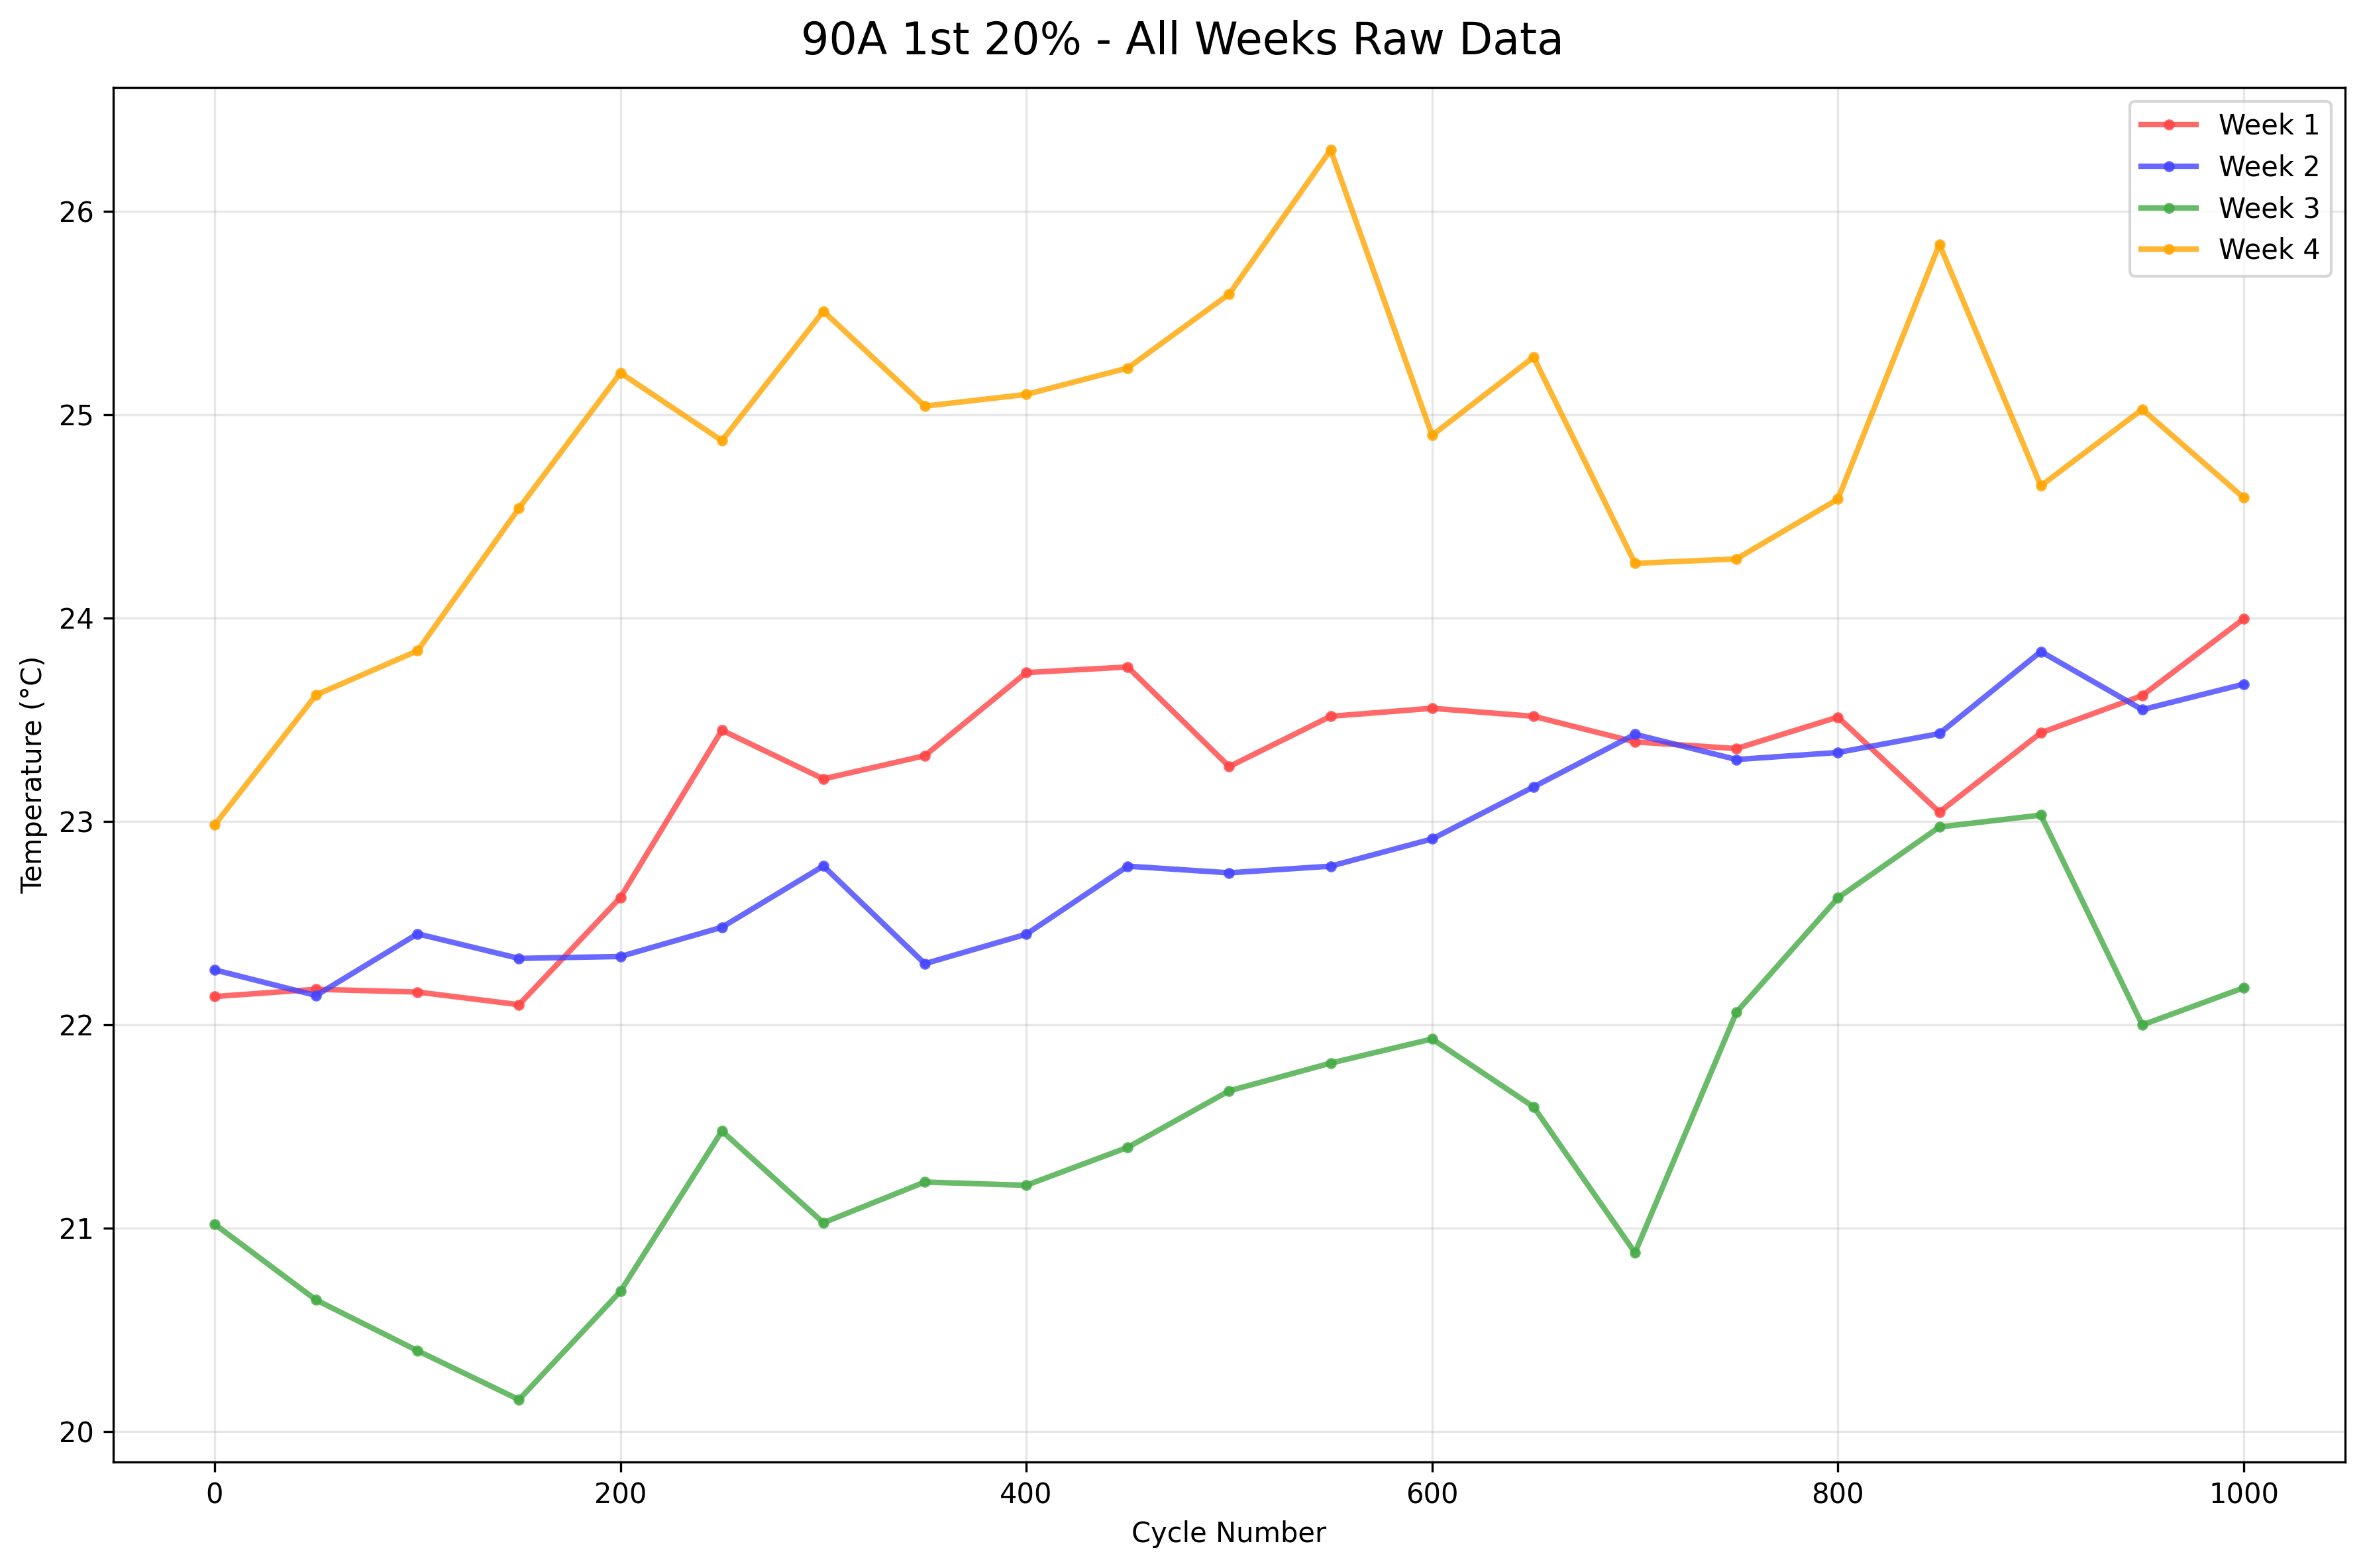 90A 1st 20% - All Weeks Raw Data
Week 1
Week 2
Week 3
Week 4
26
25
24
23
22
21
20
Temperature (°C)
0 200 400 600 800 1000
Cycle Number